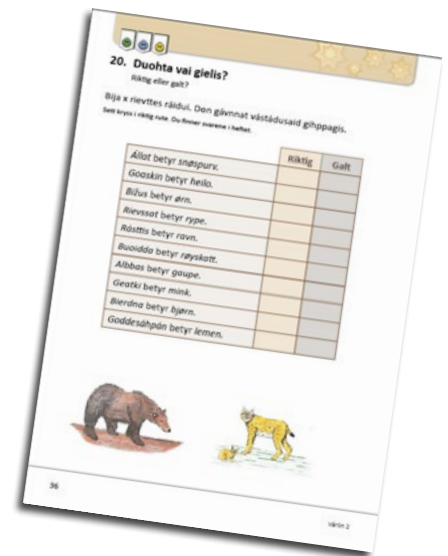 20. Duohta vai gielis?
Riktig eller galt?
Bija x rievttes ráidui. Don gávnnat vástádusaid gihppagis.
Sett kryss i riktig rute. Du finner svarene i heftet.
Riktig Galt
Állat betyr snøspurv.
Goaskin betyr heilo.
Bižus betyr ørn.
Rievssat betyr rype.
Rásttis betyr ravn.
Buoidda betyr røyskatt.
Albbas betyr gaupe.
Geatki betyr mink.
Bierdna betyr bjørn.
Goddesáhpán betyr lemen.
36